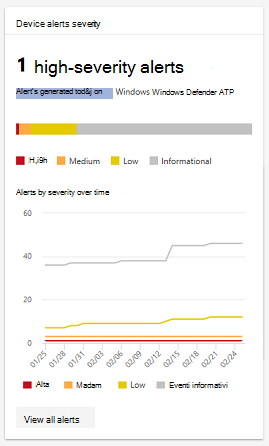 Device alerts severity
1 high-severity alerts
Alert's generated tod&j on Windows Windows Defender ATP
H,i9h Medium Low Informational
Alerts by severity over time
60
40
20
0
01/25 01/28 01/31 02/03 02/06 02/09 02/12 02/15 02/18 02/21 02/24
Alta Madam Low Eventi informativi
View all alerts